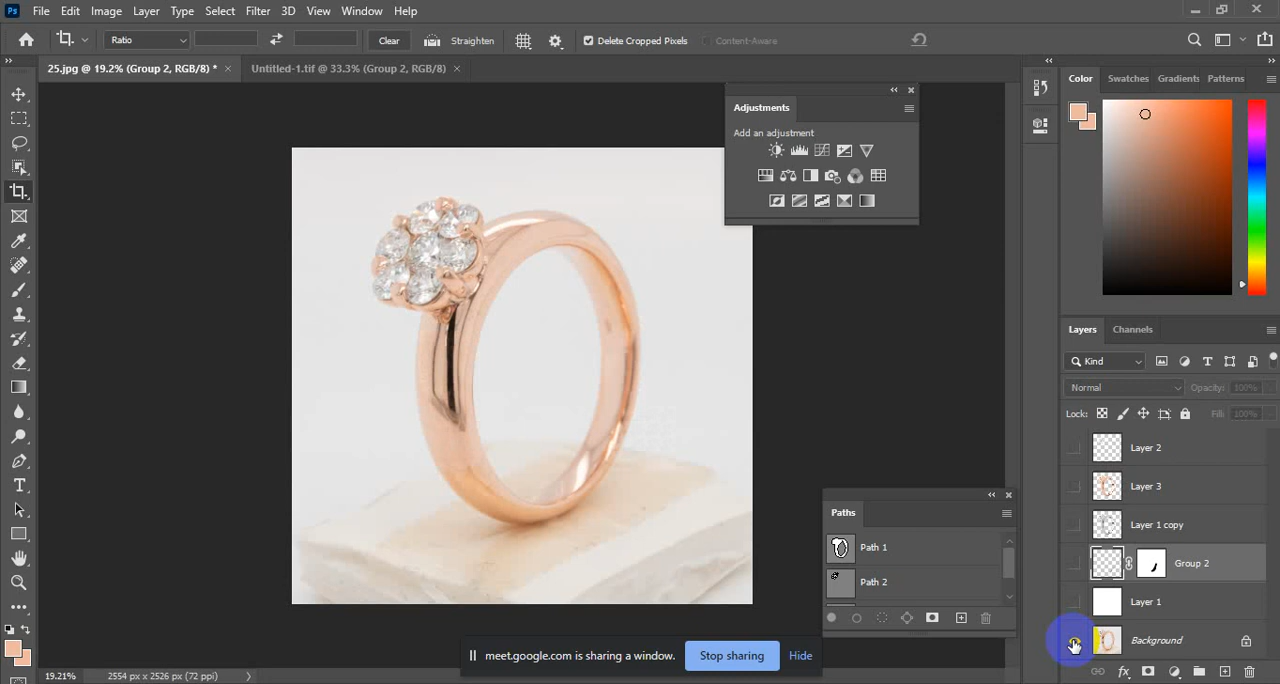 Ps File Edit Image Layer Type Select Filter 3D View Window Help
Ratio Clear Straighten Delete Cropped Pixels Content-Aware
25.jpg @ 19.2% (Group 2, RGB/8) * × Untitled-1.tif @ 33.3% (Group 2, RGB/8) ×
Adjustments
Add an adjustment
Color Swatches Gradients Patterns
Layers Channels
Kind
Normal Opacity: 100%
Lock: Fill: 100%
Layer 2
Layer 3
Layer 1 copy
Group 2
Layer 1
Background
Paths
Path 1
Path 2
meet.google.com is sharing a window. Stop sharing Hide
19.21% 2554 px x 2526 px (72 ppi)